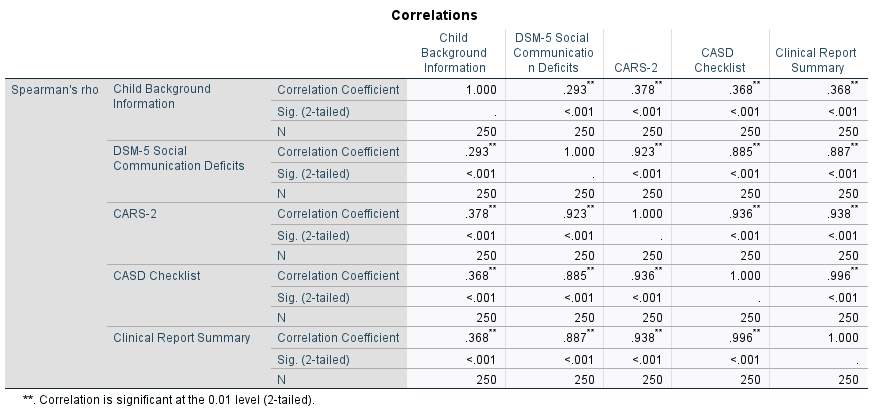 Correlations
Child Background Information
DSM-5 Social Communicatio n Deficits
CARS-2
CASD Checklist
Clinical Report Summary
Spearman's rho
Child Background Information
Correlation Coefficient 1.000 .293** .378** .368** .368**
Sig. (2-tailed) . <.001 <.001 <.001 <.001
N 250 250 250 250 250
DSM-5 Social Communication Deficits
Correlation Coefficient .293** 1.000 .923** .885** .887**
Sig. (2-tailed) <.001 . <.001 <.001 <.001
N 250 250 250 250 250
CARS-2
Correlation Coefficient .378** .923** 1.000 .936** .938**
Sig. (2-tailed) <.001 <.001 . <.001 <.001
N 250 250 250 250 250
CASD Checklist
Correlation Coefficient .368** .885** .936** 1.000 .996**
Sig. (2-tailed) <.001 <.001 <.001 . <.001
N 250 250 250 250 250
Clinical Report Summary
Correlation Coefficient .368** .887** .938** .996** 1.000
Sig. (2-tailed) <.001 <.001 <.001 <.001 .
N 250 250 250 250 250
**. Correlation is significant at the 0.01 level (2-tailed).